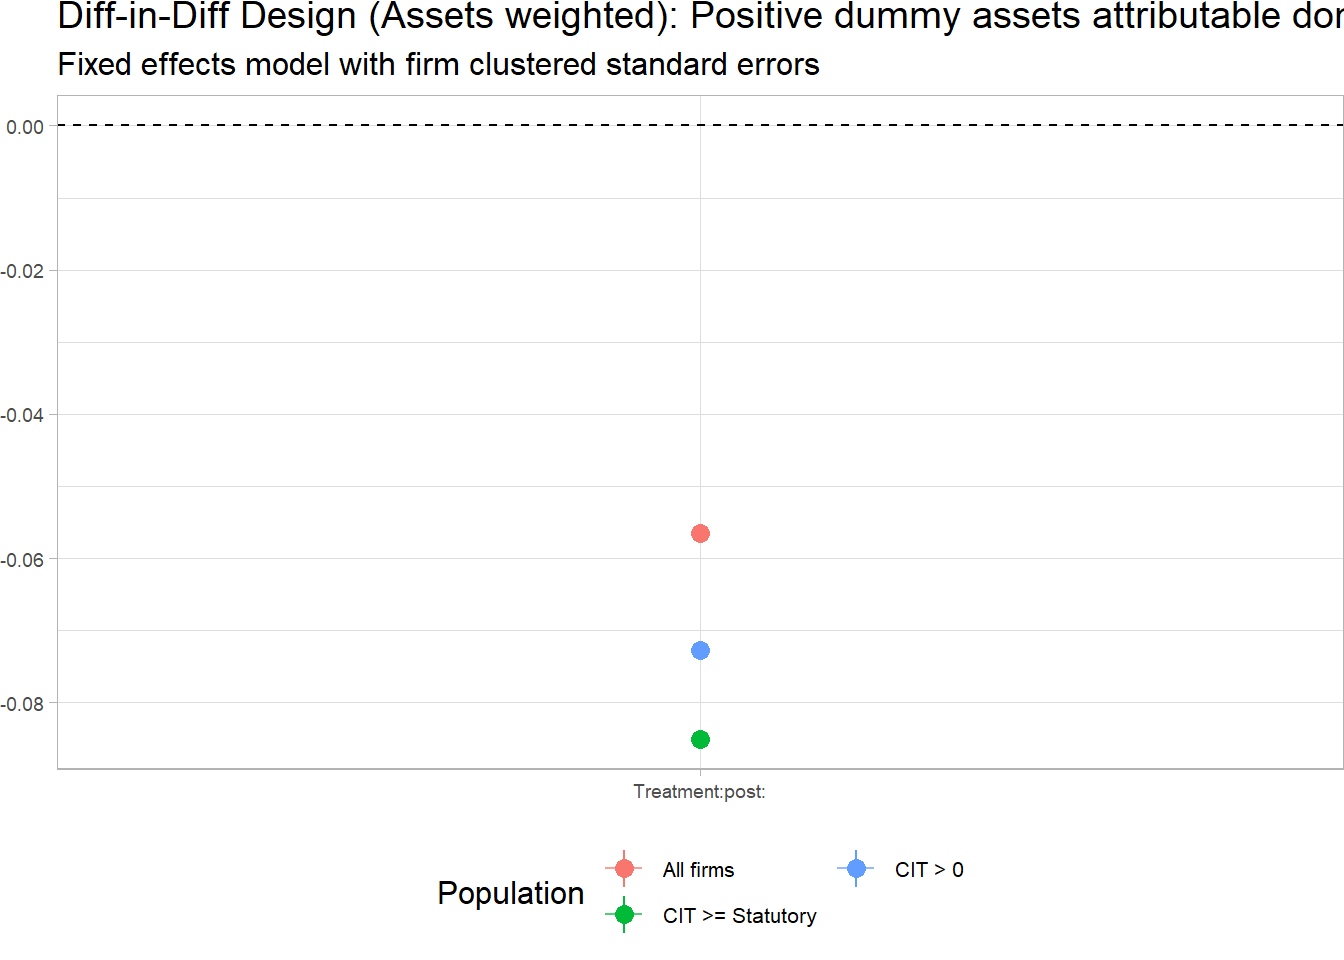 Diff-in-Diff Design (Assets weighted): Positive dummy assets attributable
Fixed effects model with firm clustered standard errors
0.00
-0.02
-0.04
-0.06
-0.08
Treatment:post:
Population
All firms
CIT > 0
CIT >= Statutory